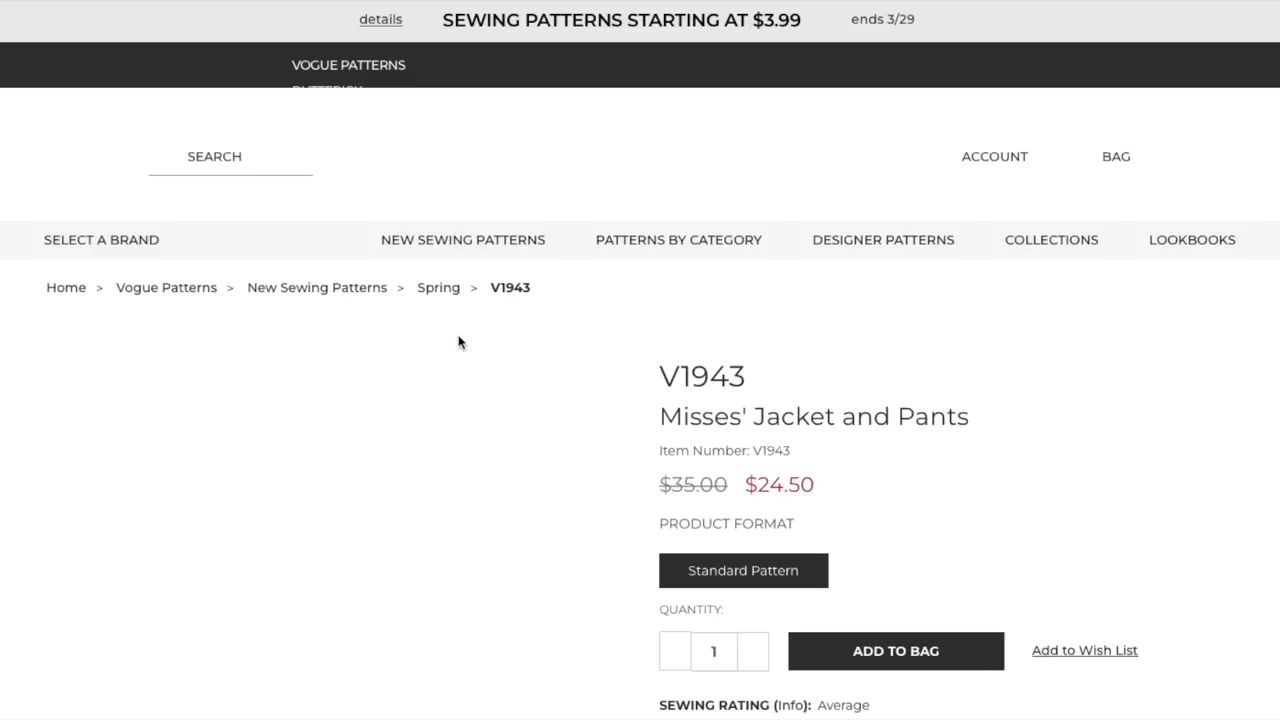 details SEWING PATTERNS STARTING AT $3.99 ends 3/29
VOGUE PATTERNS
SEARCH ACCOUNT BAG
SELECT A BRAND NEW SEWING PATTERNS PATTERNS BY CATEGORY DESIGNER PATTERNS COLLECTIONS LOOKBOOKS
Home > Vogue Patterns > New Sewing Patterns > Spring > V1943
V1943
Misses' Jacket and Pants
Item Number: V1943
$35.00 $24.50
PRODUCT FORMAT
Standard Pattern
QUANTITY:
1 ADD TO BAG Add to Wish List
SEWING RATING (Info): Average